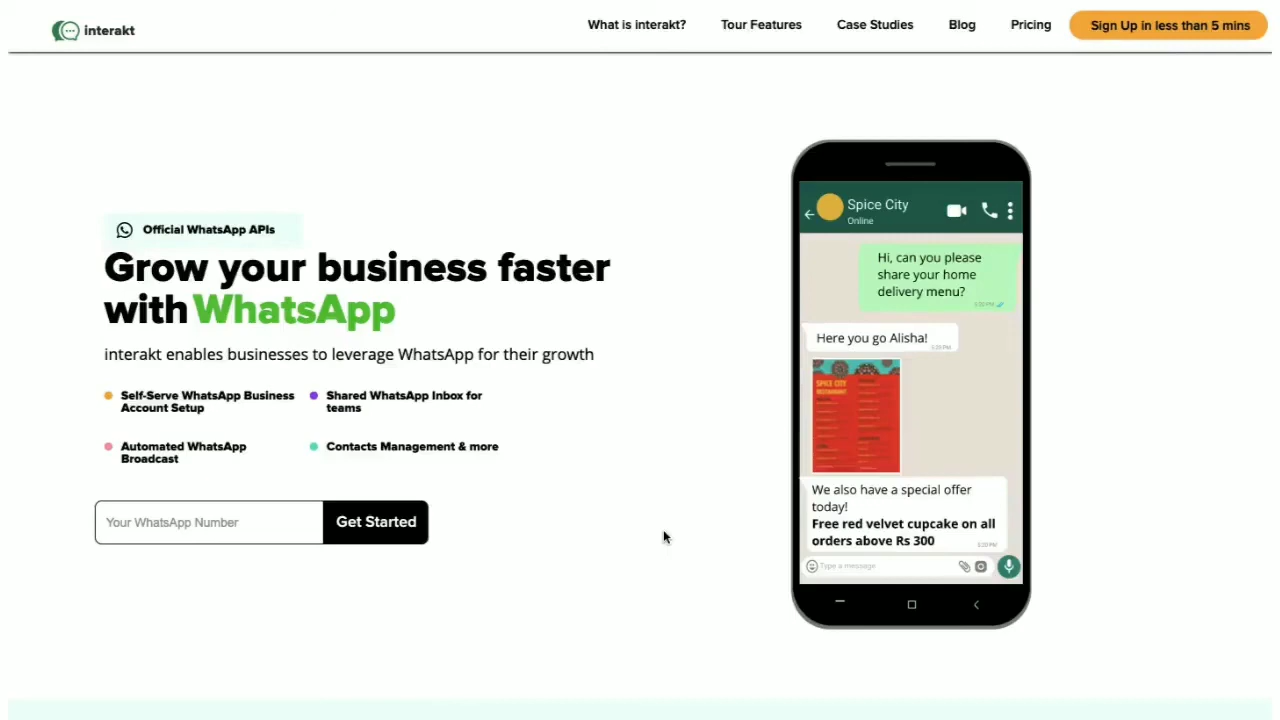 interakt
What is interakt?
Tour Features
Case Studies
Blog
Pricing
Sign Up in less than 5 mins
Official WhatsApp APIs
Grow your business faster
with WhatsApp
interakt enables businesses to leverage WhatsApp for their growth
Self-Serve WhatsApp Business
Account Setup
Shared WhatsApp Inbox for
teams
Automated WhatsApp
Broadcast
Contacts Management & more
Your WhatsApp Number
Get Started
Spice City
Online
Hi, can you please
share your home
delivery menu?
Here you go Alisha!
SPICE CITY
RESTAURANT
We also have a special offer
today!
Free red velvet cupcake on all
orders above Rs 300
Type a message